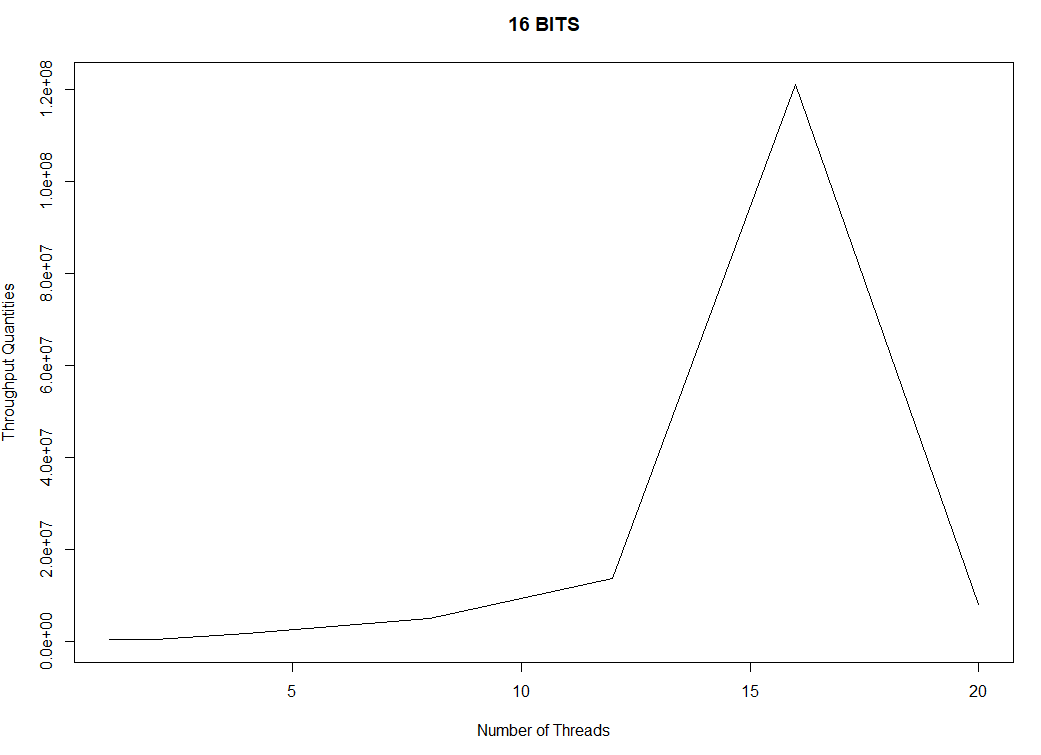 16 BITS
Throughput Quantities
1.2e+08
1.0e+08
8.0e+07
6.0e+07
4.0e+07
2.0e+07
0.0e+00
5
10
15
20
Number of Threads